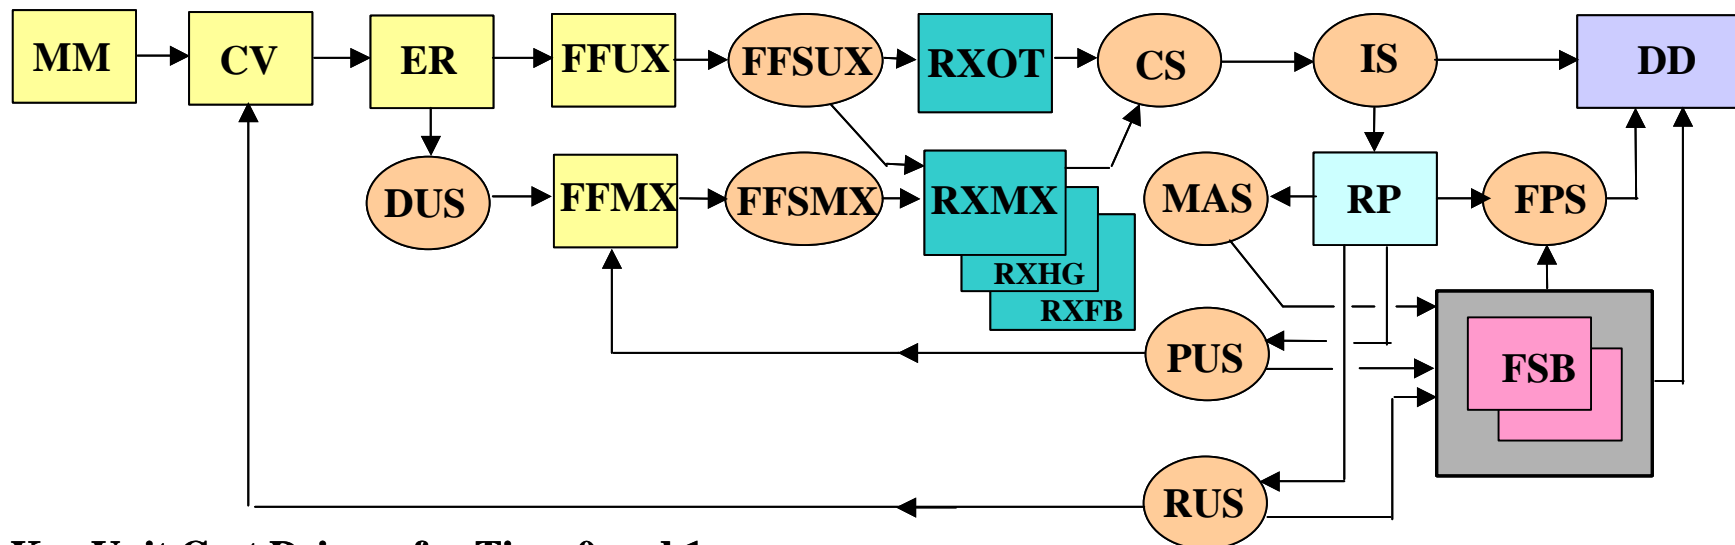 MM
CV
ER
FFUX
FFSUX
RXOT
CS
IS
DD
DUS
FFMX
FFSMX
RXMX
RXHG
RXFB
MAS
RP
FPS
PUS
FSB
RUS